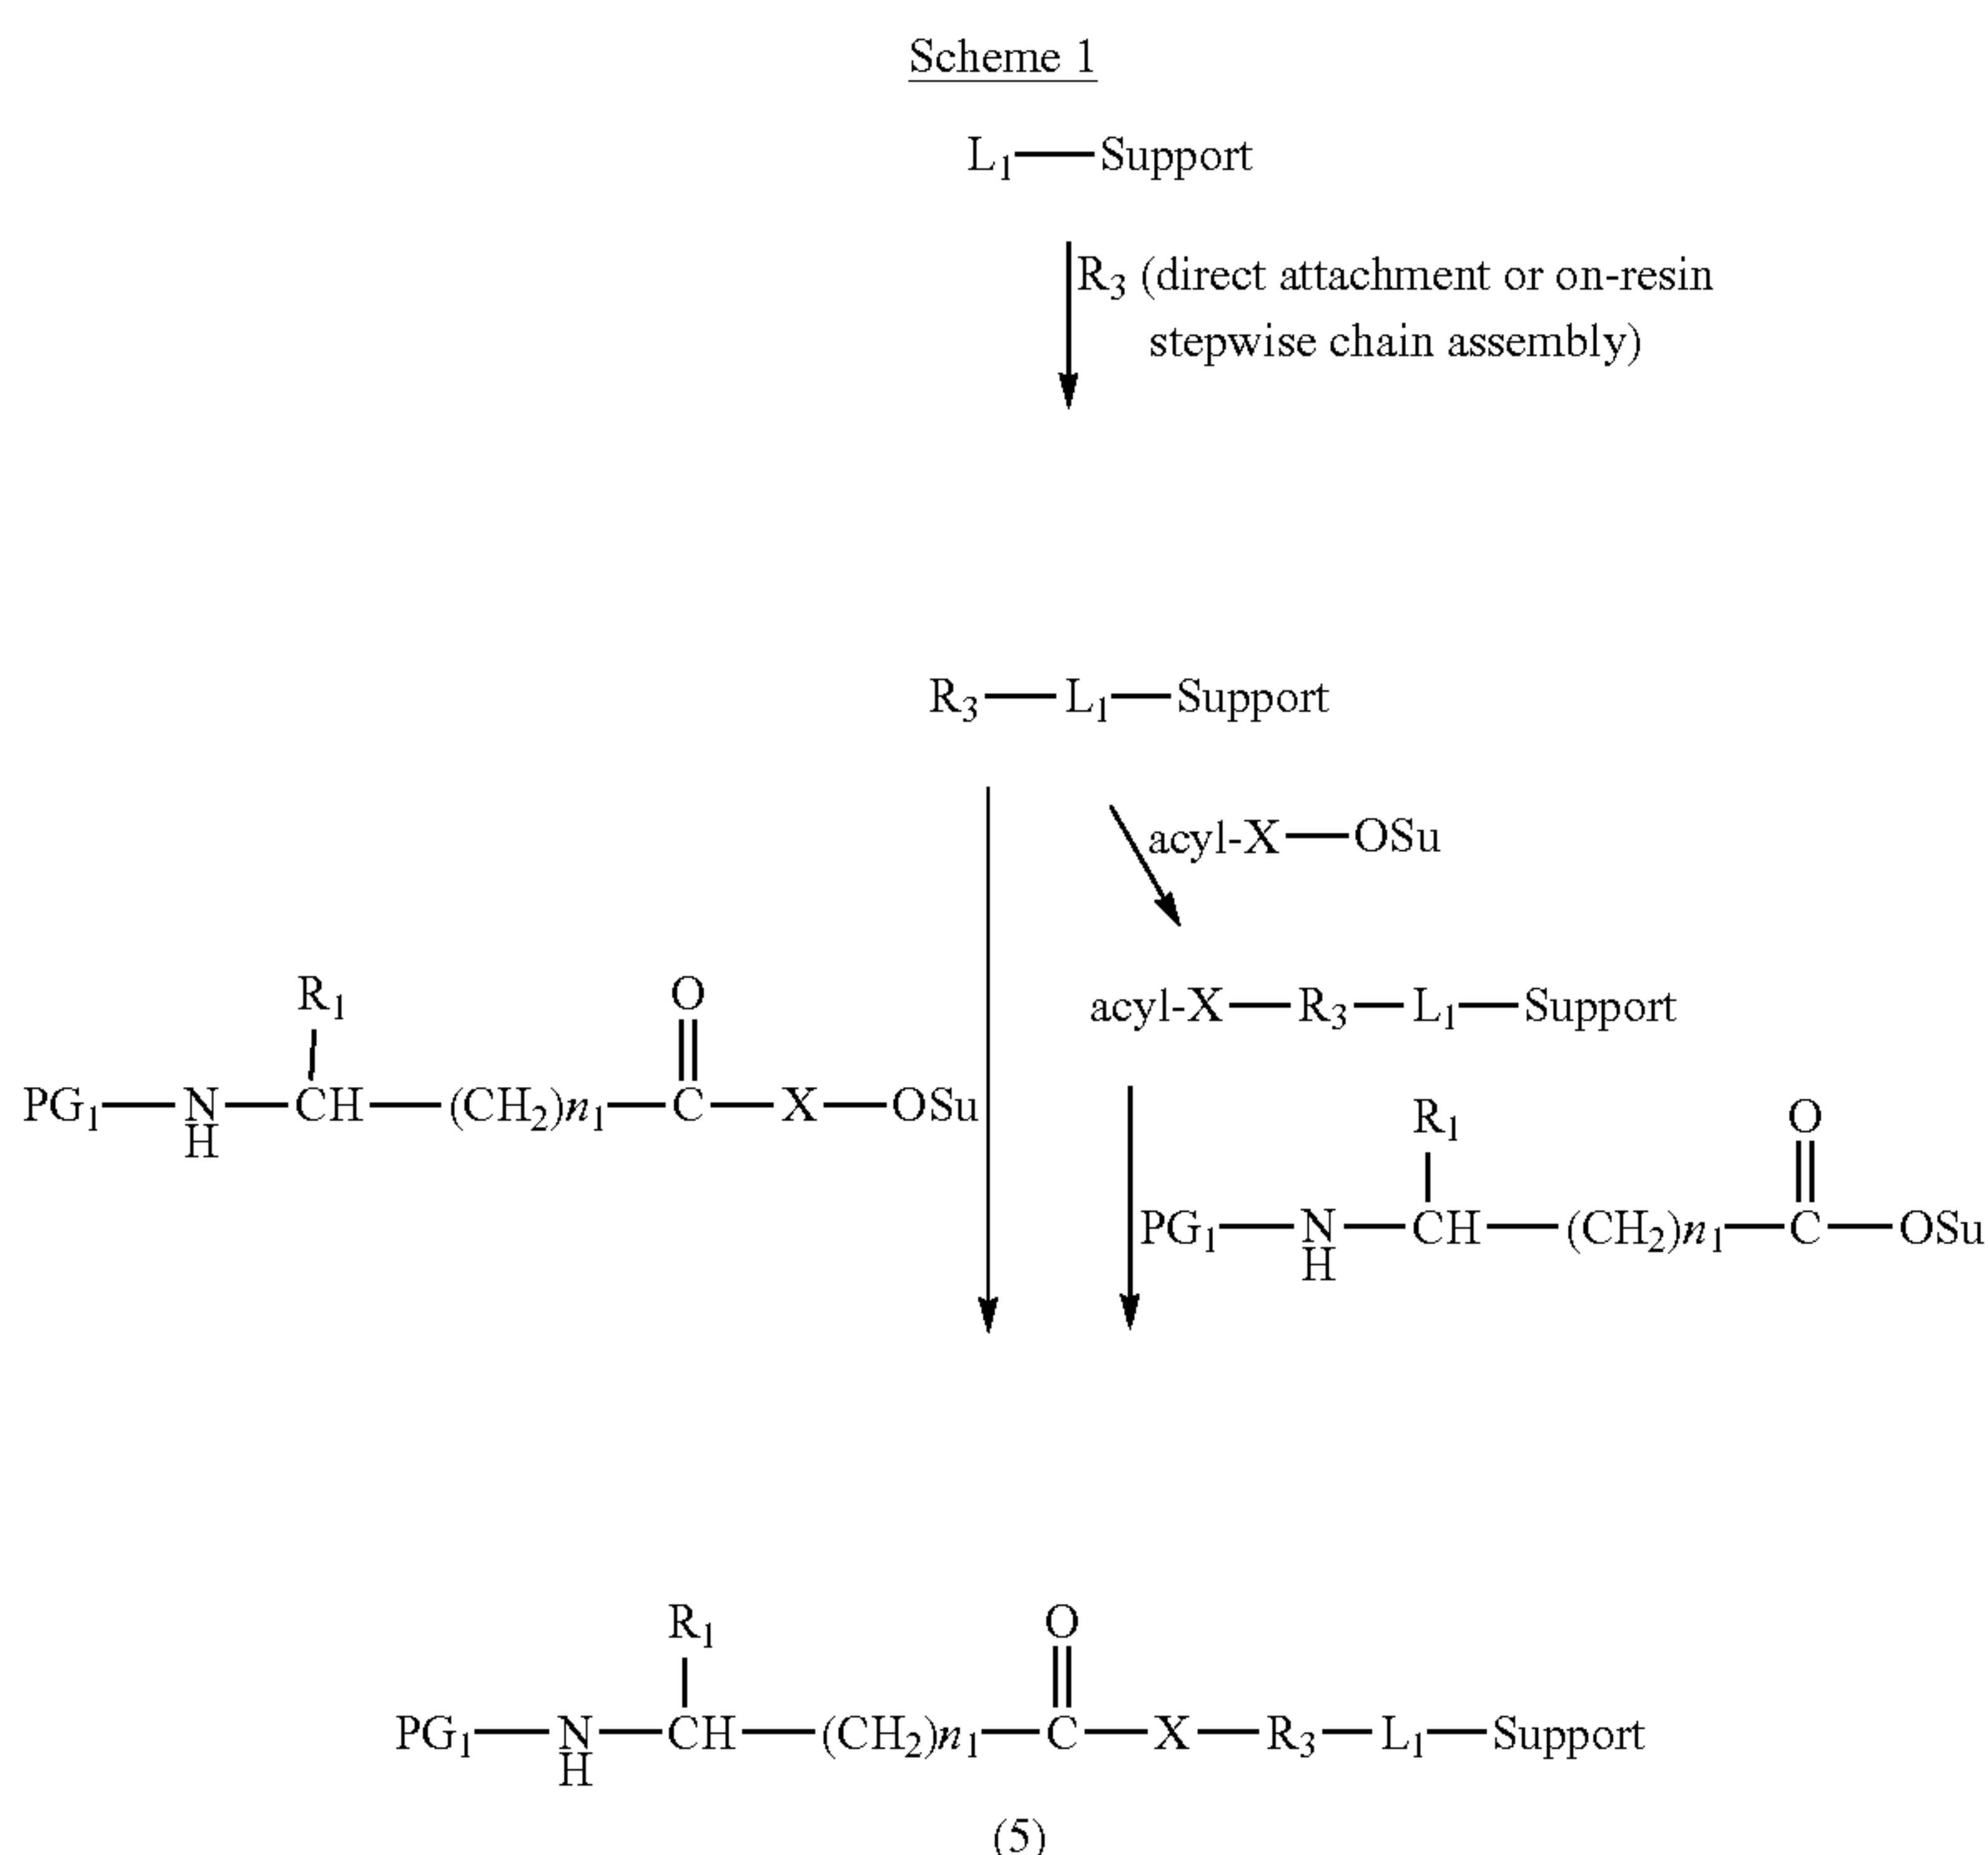 Scheme 1
L1—Support
R3 (direct attachment or on-resin
stepwise chain assembly)
R3—L1—Support
acyl-X—OSu
R1 O
PG1—N—CH—(CH2)n1—C—X—OSu
H
acyl-X—R3—L1—Support
R1 O
PG1—N—CH—(CH2)n1—C—OSu
H
R1 O
PG1—N—CH—(CH2)n1—C—X—R3—L1—Support
H
(5)